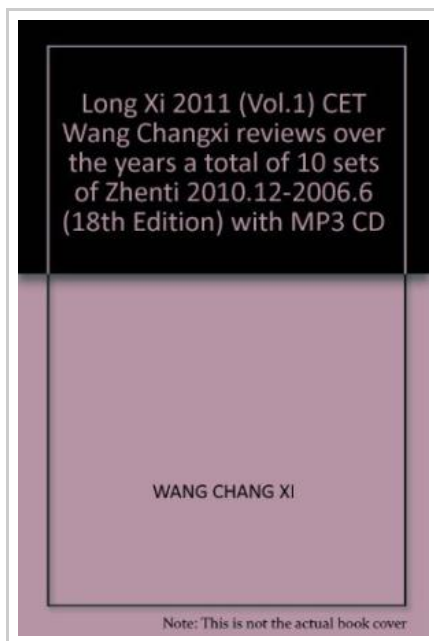 Long Xi 2011 (Vol.1) CET
Wang Changxi reviews over
the years a total of 10 sets
of Zhenti 2010.12-2006.6
(18th Edition) with MP3 CD
WANG CHANG XI
Note: This is not the actual book cover